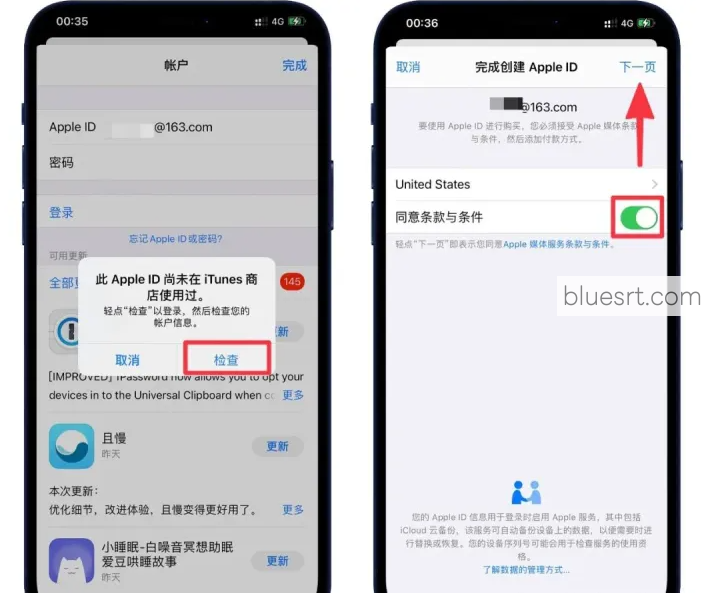 00:35
4G
帐户
完成
Apple ID
@163.com
密码
登录
忘记 Apple ID 或密码?
可用更新
全部
145
此 Apple ID 尚未在 iTunes 商
店使用过。
轻点“检查”以登录，然后检查您的
帐户信息。
取消
检查
新
[IMPROVED] 1Password now allows you to opt your
devices in to the Universal Clipboard when
更多
且慢
昨天
更新
本次更新：
优化细节，改进体验，且慢变得更好用了。
更多
小睡眠-白噪音冥想助眠
爱豆哄睡故事
昨天
更新
00:36
4G
取消
完成创建 Apple ID
下一页
@163.com
要使用 Apple ID 进行购买，您必须接受 Apple 媒体条款
与条件，然后添加付款方式。
United States
同意条款与条件
轻点“下一页”即表示您同意Apple 媒体服务条款与条件。
bluesrt.com
您的 Apple ID 信息用于登录时启用 Apple 服务，其中包括
iCloud 云备份，该服务可自动备份设备上的数据，以便需要时进
行替换或恢复。您的设备序列号可能会用于检查服务的使用资
格。
了解数据的管理方式...